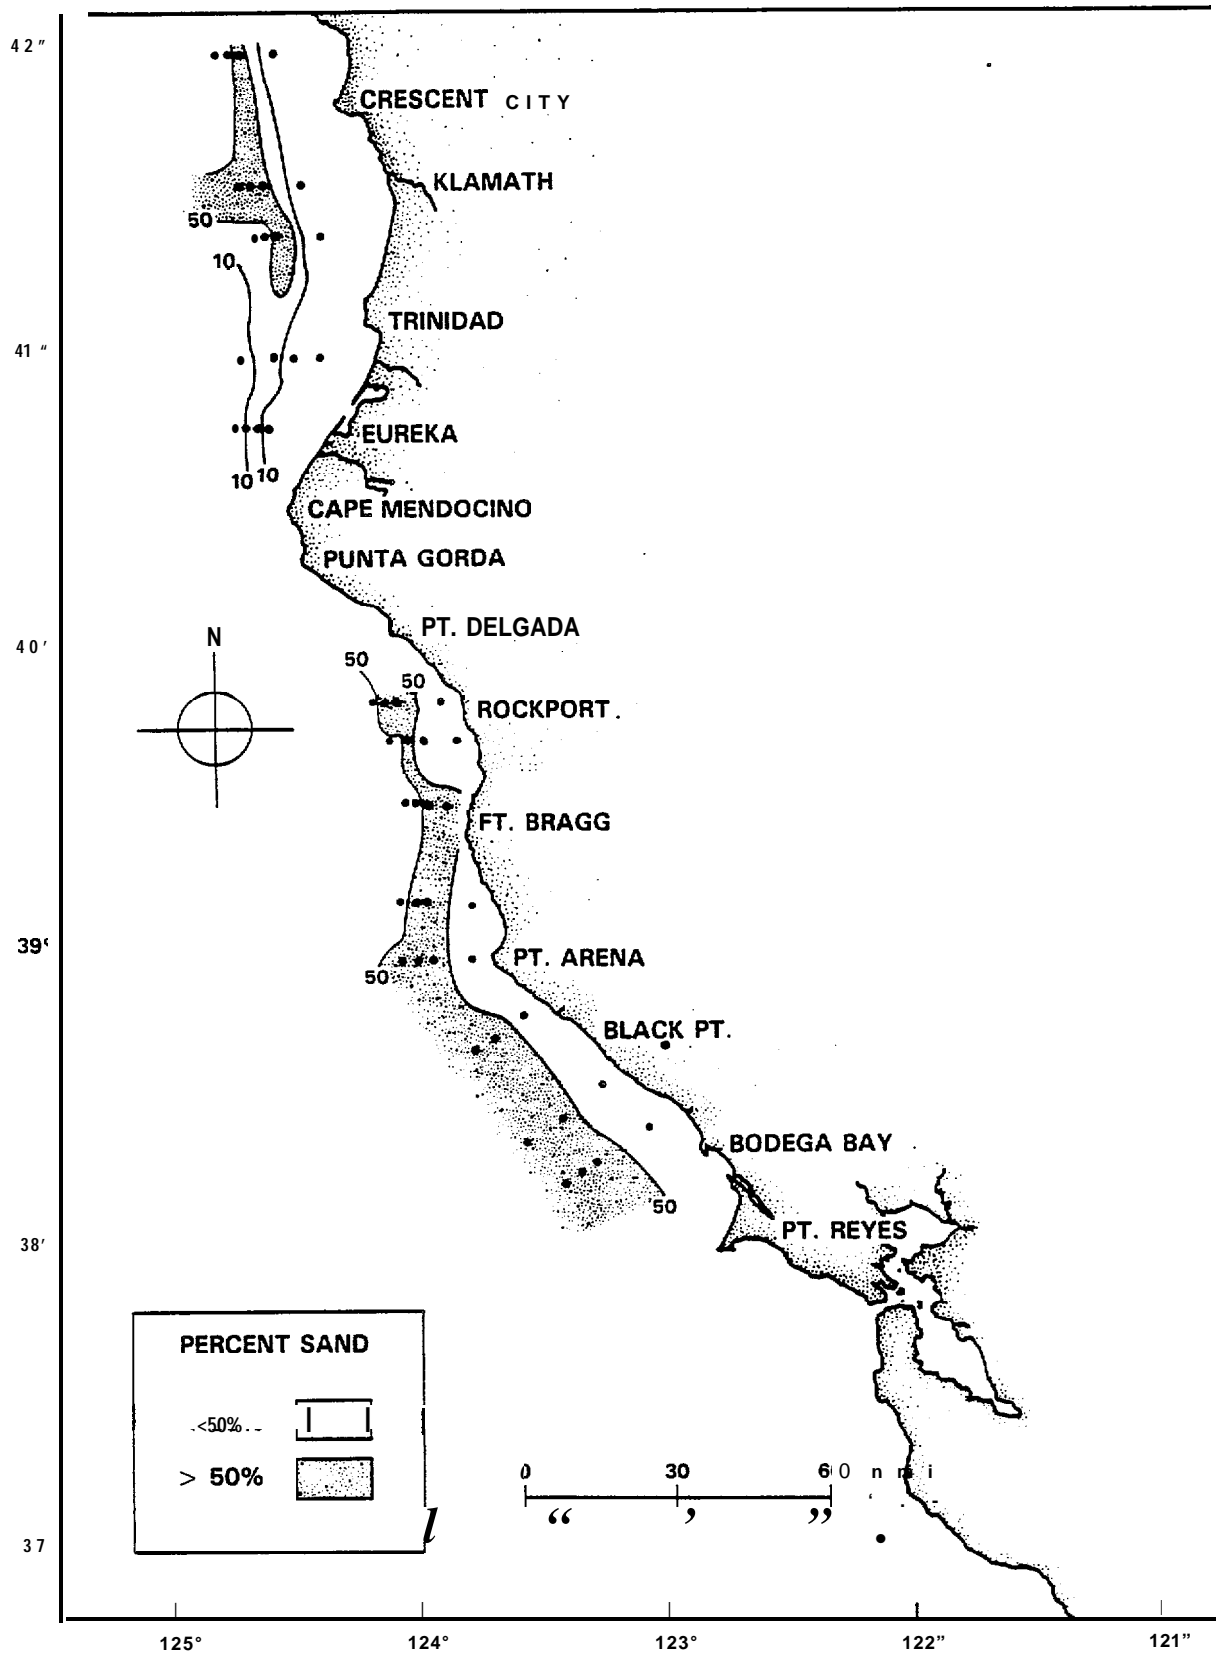 42"
CRESCENT CITY
KLAMATH
50
10
TRINIDAD
41 "
EUREKA
10 10
CAPE MENDOCINO
PUNTA GORDA
PT. DELGADA
N
40'
50
50
ROCKPORT .
FT. BRAGG
39
PT. ARENA
50
BLACK PT.
BODEGA BAY
50
PT. REYES
38'
PERCENT SAND
<50%
> 50%
0 30 60 nmi
l “ ’ ”
37
125° 124° 123° 122" 121"